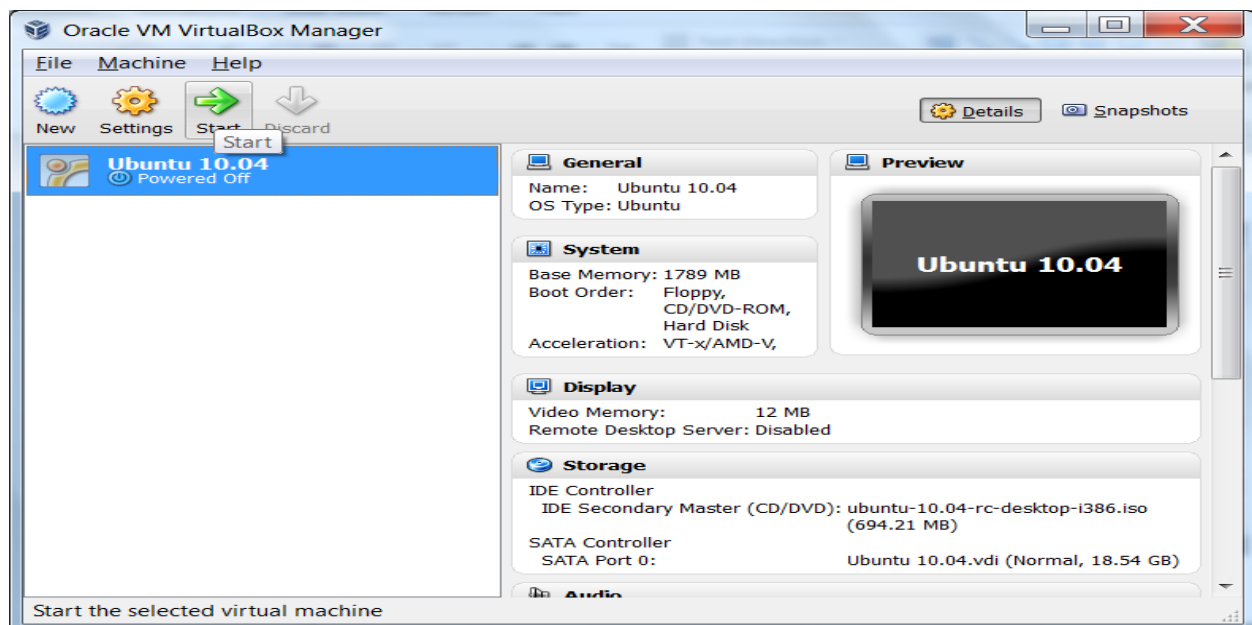 Oracle VM VirtualBox Manager
File Machine Help
New Settings Start Discard
Start
Details Snapshots
Ubuntu 10.04
Powered Off
General
Name: Ubuntu 10.04
OS Type: Ubuntu
System
Base Memory: 1789 MB
Boot Order: Floppy,
CD/DVD-ROM,
Hard Disk
Acceleration: VT-x/AMD-V,
Preview
Ubuntu 10.04
Display
Video Memory: 12 MB
Remote Desktop Server: Disabled
Storage
IDE Controller
IDE Secondary Master (CD/DVD): ubuntu-10.04-rc-desktop-i386.iso
(694.21 MB)
SATA Controller
SATA Port 0: Ubuntu 10.04.vdi (Normal, 18.54 GB)
Audio
Start the selected virtual machine